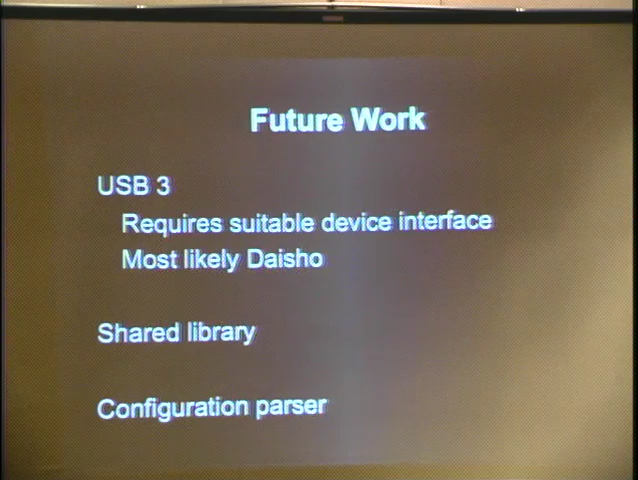 Future Work
USB 3
Requires suitable device interface
Most likely Daisho
Shared library
Configuration parser